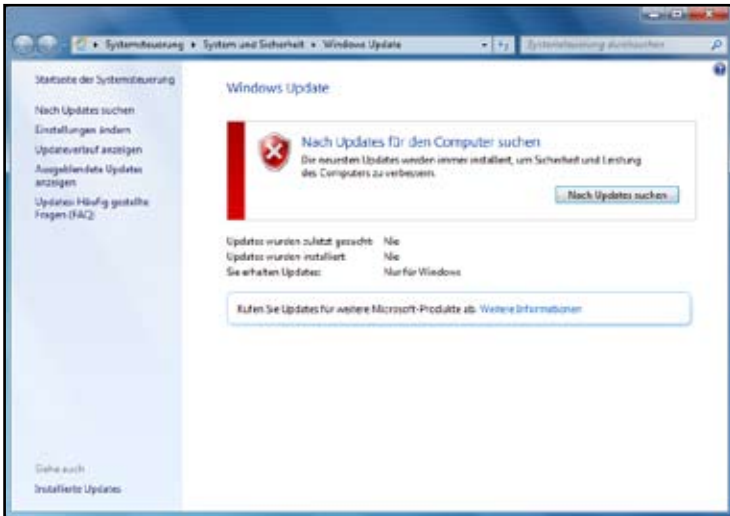 Systemsteuerung ▸ System und Sicherheit ▸ Windows Update
Systemsteuerung durchsuchen
Startseite der Systemsteuerung
Nach Updates suchen
Einstellungen ändern
Updateverlauf anzeigen
Ausgeblendete Updates
anzeigen
Updates: Häufig gestellte
Fragen (FAQ)
Windows Update
Nach Updates für den Computer suchen
Die neuesten Updates werden immer installiert, um Sicherheit und Leistung
des Computers zu verbessern.
Nach Updates suchen
Updates wurden zuletzt gesucht: Nie
Updates wurden installiert: Nie
Sie erhalten Updates: Nur für Windows
Rufen Sie Updates für weitere Microsoft-Produkte ab. Weitere Informationen
Siehe auch
Installierte Updates